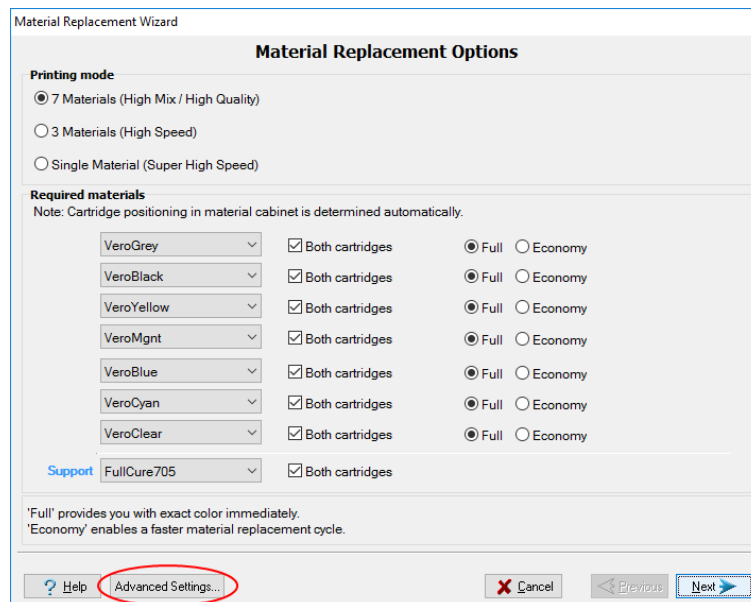 Material Replacement Wizard
Material Replacement Options
Printing mode
7 Materials (High Mix / High Quality)
3 Materials (High Speed)
Single Material (Super High Speed)
Required materials
Note: Cartridge positioning in material cabinet is determined automatically.
VeroGrey Both cartridges Full Economy
VeroBlack Both cartridges Full Economy
VeroYellow Both cartridges Full Economy
VeroMgnt Both cartridges Full Economy
VeroBlue Both cartridges Full Economy
VeroCyan Both cartridges Full Economy
VeroClear Both cartridges Full Economy
Support FullCure705 Both cartridges
'Full' provides you with exact color immediately.
'Economy' enables a faster material replacement cycle.
? Help Advanced Settings... Cancel Previous Next